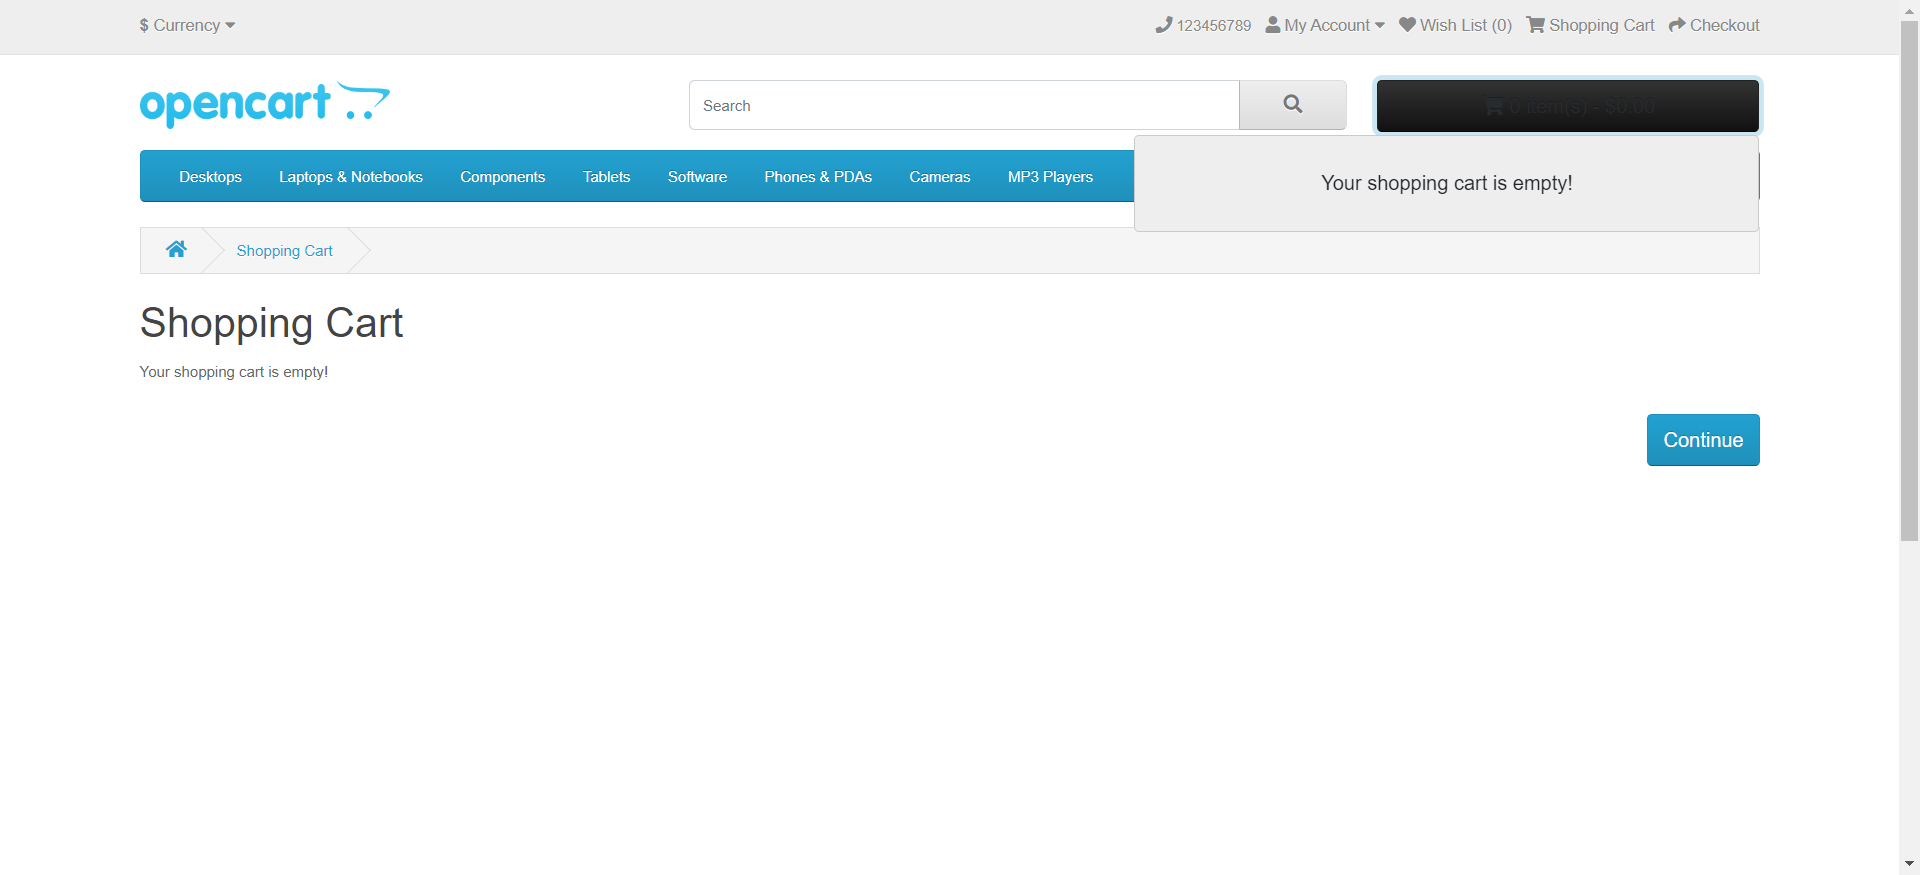 $ Currency
123456789 My Account Wish List (0) Shopping Cart Checkout
opencart
Search
0 item(s) - $0.00
Your shopping cart is empty!
Desktops Laptops & Notebooks Components Tablets Software Phones & PDAs Cameras MP3 Players
Shopping Cart
Shopping Cart
Your shopping cart is empty!
Continue